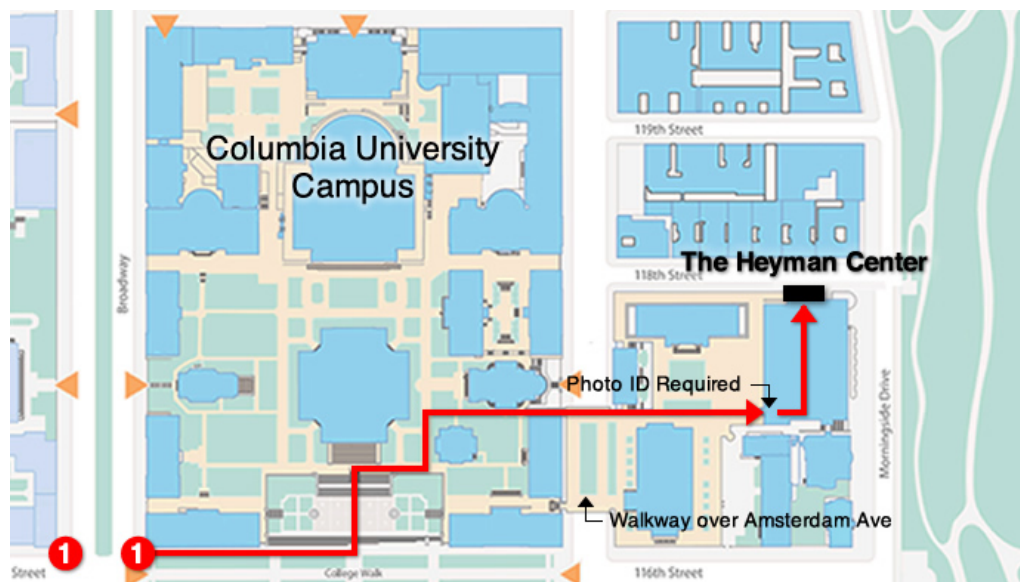 119th Street
Columbia University
Campus
118th Street
The Heyman Center
Broadway
Photo ID Required
Morningside Drive
Walkway over Amsterdam Ave
1
1
Street
College Walk
116th Street